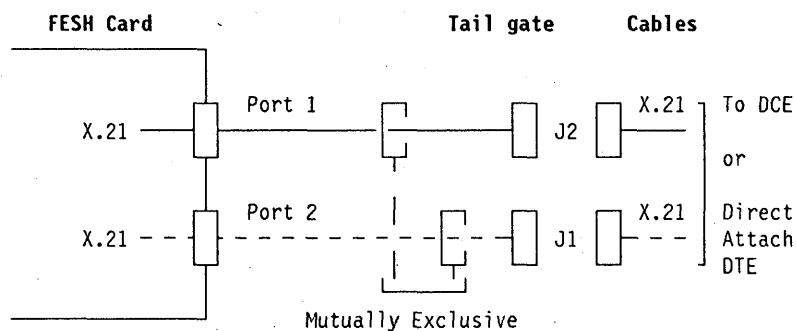 FESH Card Tail gate Cables
Port 1 X.21 To DCE
X.21 J2
or
Port 2 X.21 Direct
X.21 J1 Attach
DTE
Mutually Exclusive